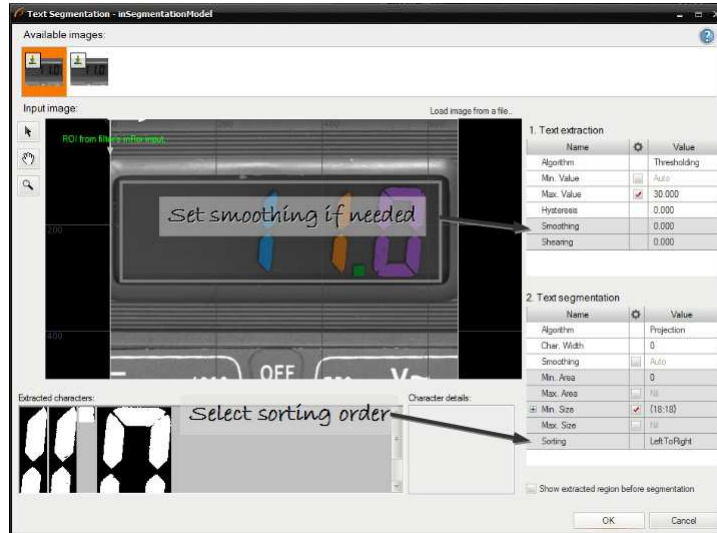 Text Segmentation - inSegmentationModel
Available images:
Input image:
Load image from a file..
ROI from filter's inRoi input..
200
400
200
400
11.0
OFF
V~
Set smoothing if needed
Select sorting order
Extracted characters:
Character details:
1. Text extraction
Name Value
Algorithm Thresholding
Min. Value Auto
Max. Value 30.000
Hysteresis 0.000
Smoothing 0.000
Shearing 0.000
2. Text segmentation
Name Value
Algorithm Projection
Char. Width 0
Smoothing Auto
Min. Area 0
Max. Area Nil
Min. Size {18:18}
Max. Size Nil
Sorting LeftToRight
Show extracted region before segmentation
OK Cancel